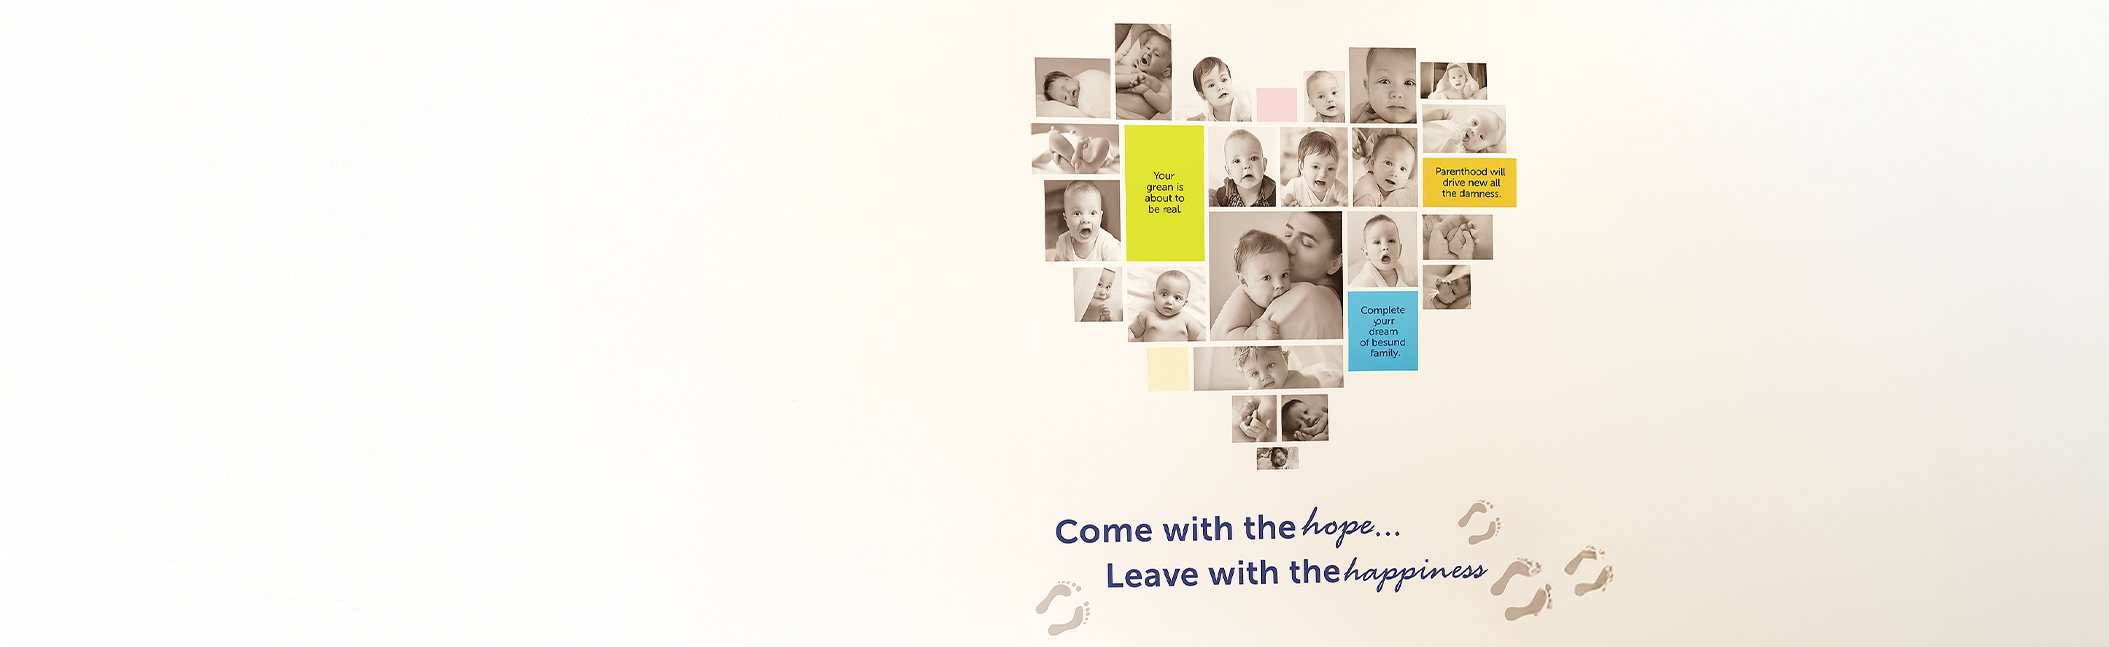 Your
grean is
about to
be real.
Parenthood will
drive new all
the damness.
Complete
yourr
dream
of besund
family.
Come with the hope...
Leave with the happiness